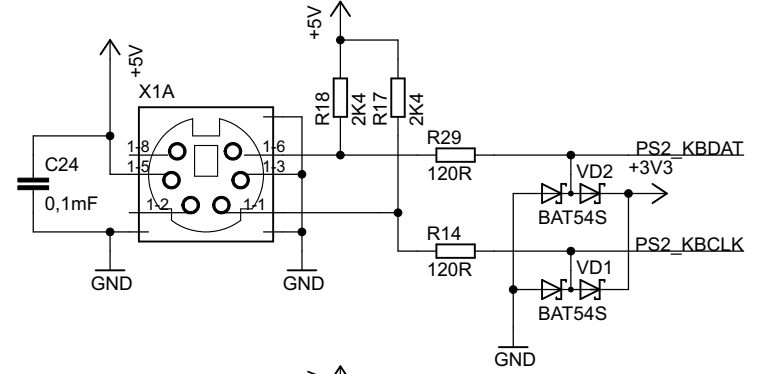 +5V
+5V
X1A
R18
2K4
R17
2K4
1-8
1-6
R29
PS2_KBDAT
C24
1-5
1-3
120R
VD2
+3V3
0,1mF
1-2
1-1
BAT54S
R14
PS2_KBCLK
120R
VD1
GND
GND
BAT54S
GND